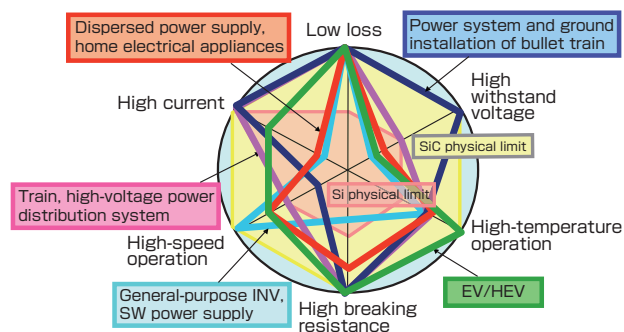 Dispersed power supply,
home electrical appliances
Low loss
Power system and ground
installation of bullet train
High current
High
withstand
voltage
SiC physical limit
Si physical limit
Train, high-voltage power
distribution system
High-speed
operation
High-temperature
operation
General-purpose INV,
SW power supply
High breaking
resistance
EV/HEV